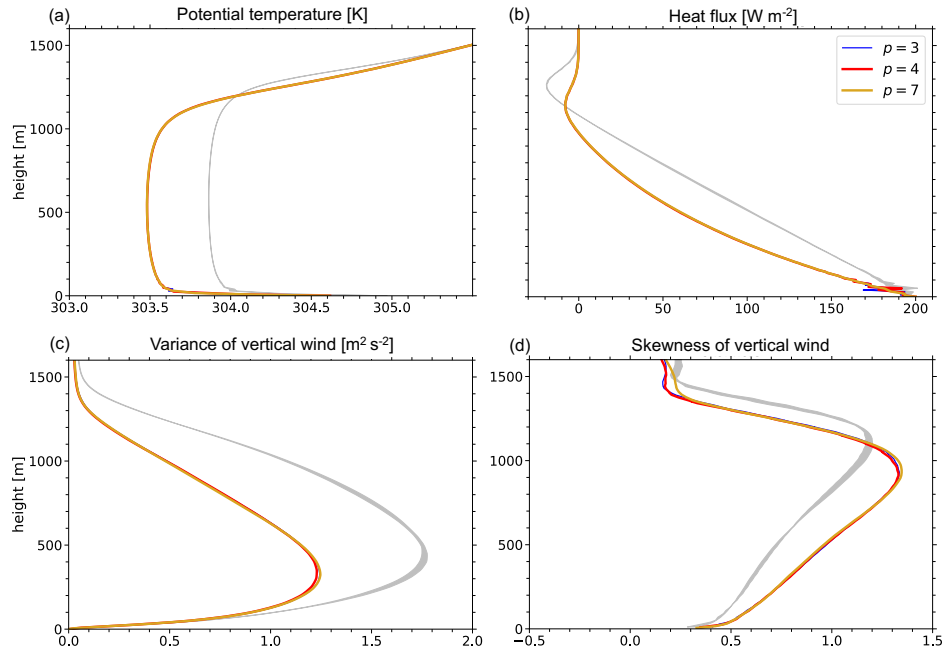 (a) Potential temperature [K]
(b) Heat flux [W m⁻²]
1500
1000
500
0
height [m]
303.0 303.5 304.0 304.5 305.0
p = 3
p = 4
p = 7
0 50 100 150 200
(c) Variance of vertical wind [m² s⁻²]
(d) Skewness of vertical wind
1500
1000
500
0
height [m]
0.0 0.5 1.0 1.5 2.0
1500
1000
500
0
−0.5 0.0 0.5 1.0 1.5